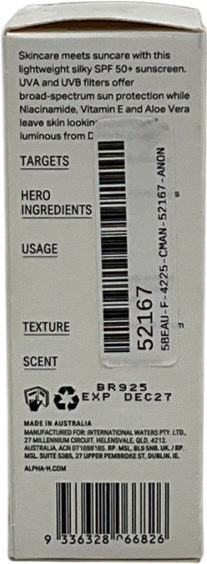 Skincare meets suncare with this
lightweight silky SPF 50+ sunscreen.
UVA and UVB filters offer
broad-spectrum sun protection while
Niacinamide, Vitamin E and Aloe Vera
leave skin
luminous from
TARGETS
HERO
INGREDIENTS
USAGE
TEXTURE
SCENT
52167
5BEAU-F-4225-CMAN-52167-ANON
BR925
EXP DEC27
MADE IN AUSTRALIA
MANUFACTURED FOR: INTERNATIONAL WATERS PTY. LTD.,
27 MILLENNIUM CIRCUIT, HELENSVALE, QLD, 4212,
AUSTRALIA, ACN 071698185. RP. MSL, BL9 5NB. UK. / RP.
MSL. SUITE 5385, 27 UPPER PEMBROKE ST, DUBLIN. IE.
ALPHA-H.COM
9 336328 066826